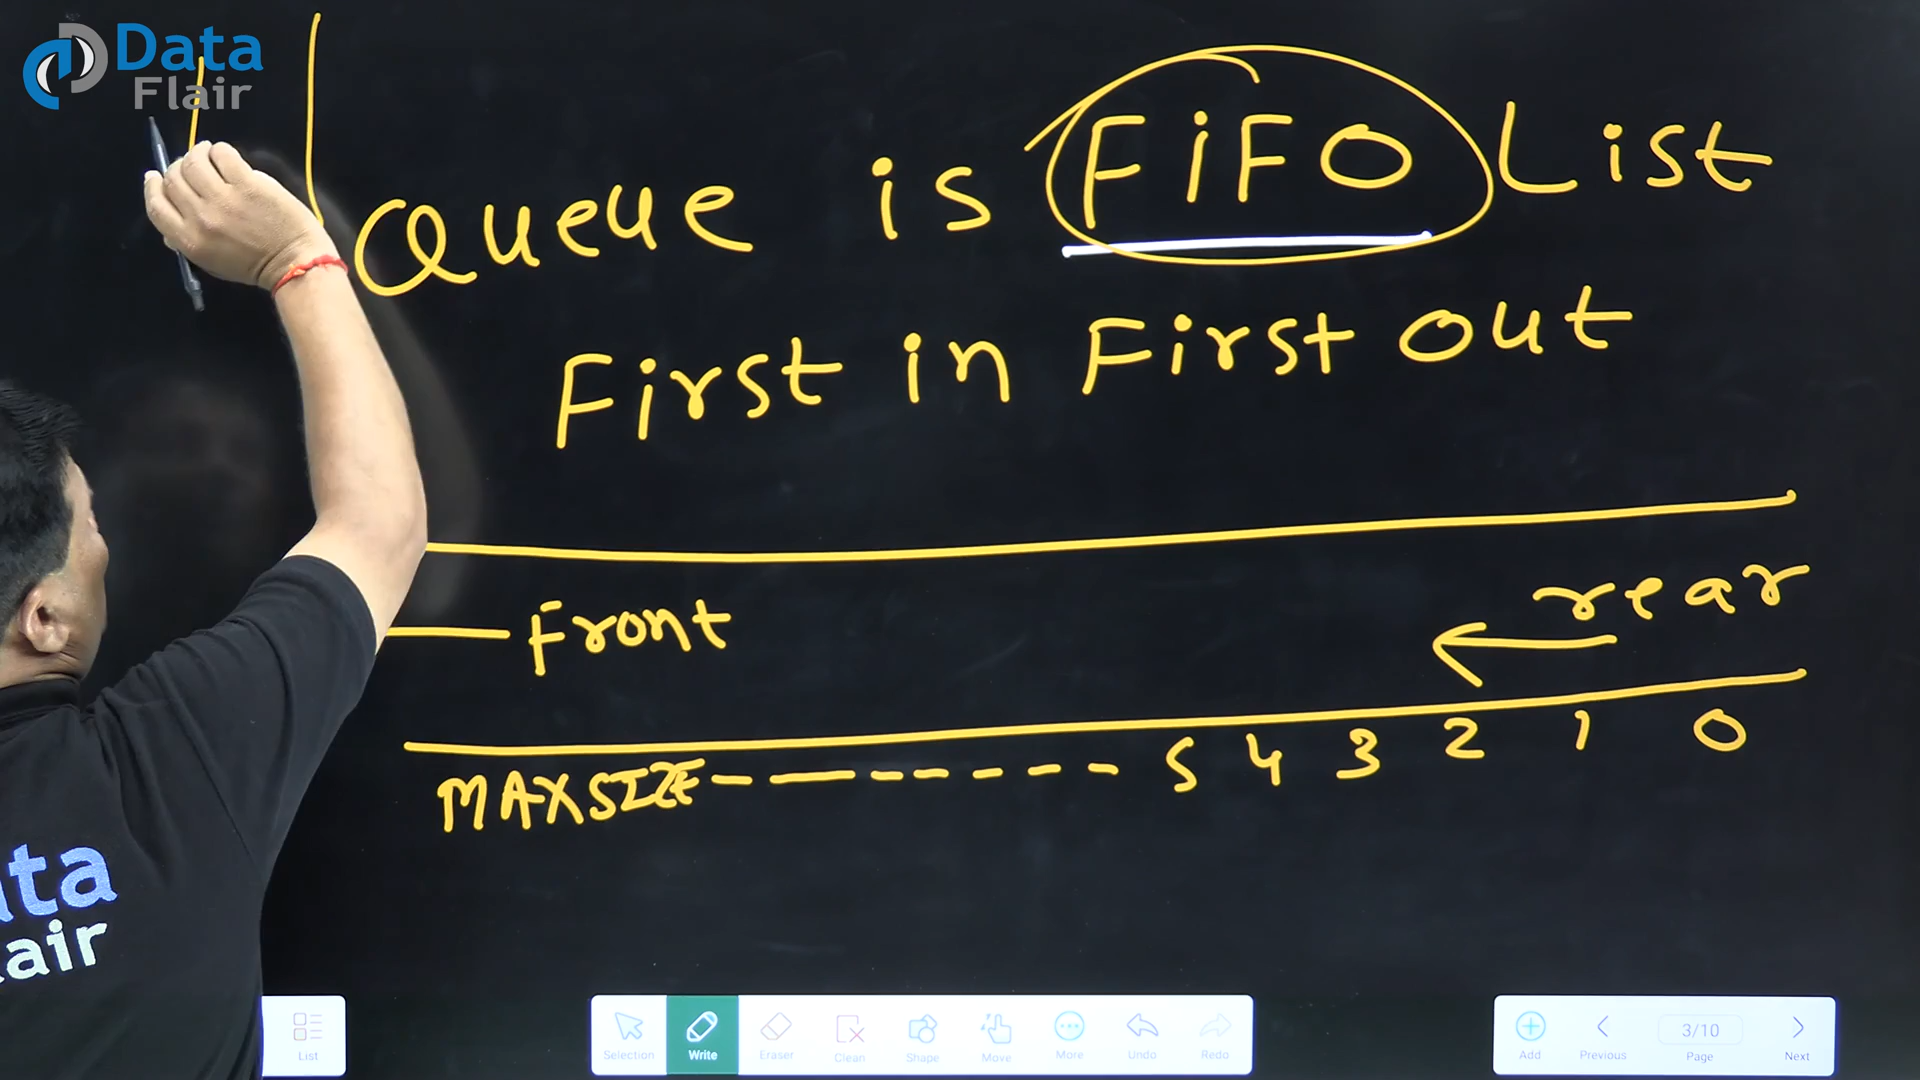 Data
Flair
Queue is FiFO List
First in First out
rear
Front
5 4 3 2 1 0
MAXSIZE
ta
air
List
Selection
Write
Eraser
Clean
Shape
Move
More
Undo
Redo
Add
Previous
3/10
Page
Next